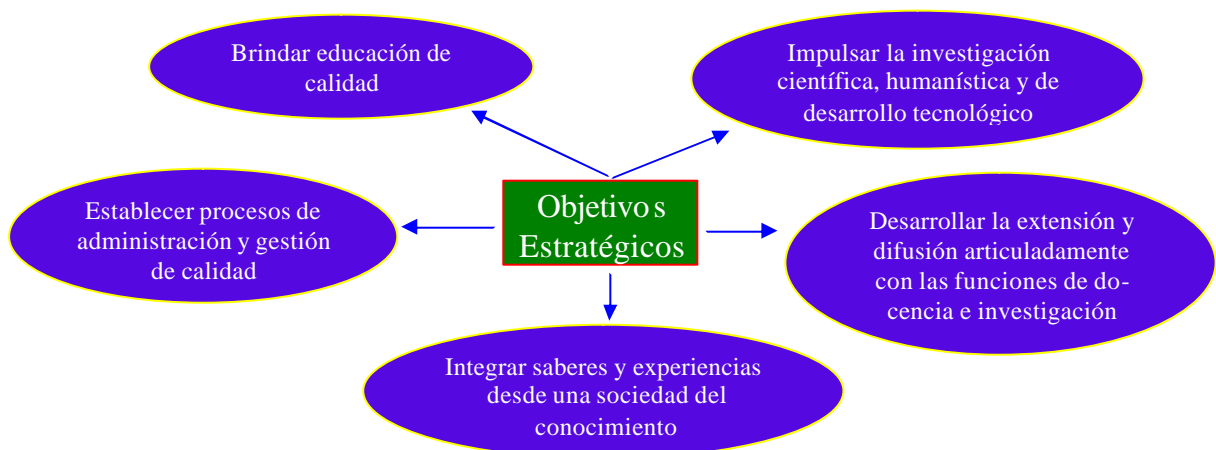 Brindar educación de
calidad
Impulsar la investigación
científica, humanística y de
desarrollo tecnológico
Objetivos
Estratégicos
Establecer procesos de
administración y gestión
de calidad
Desarrollar la extensión y
difusión articuladamente
con las funciones de do-
cencia e investigación
Integrar saberes y experiencias
desde una sociedad del
conocimiento